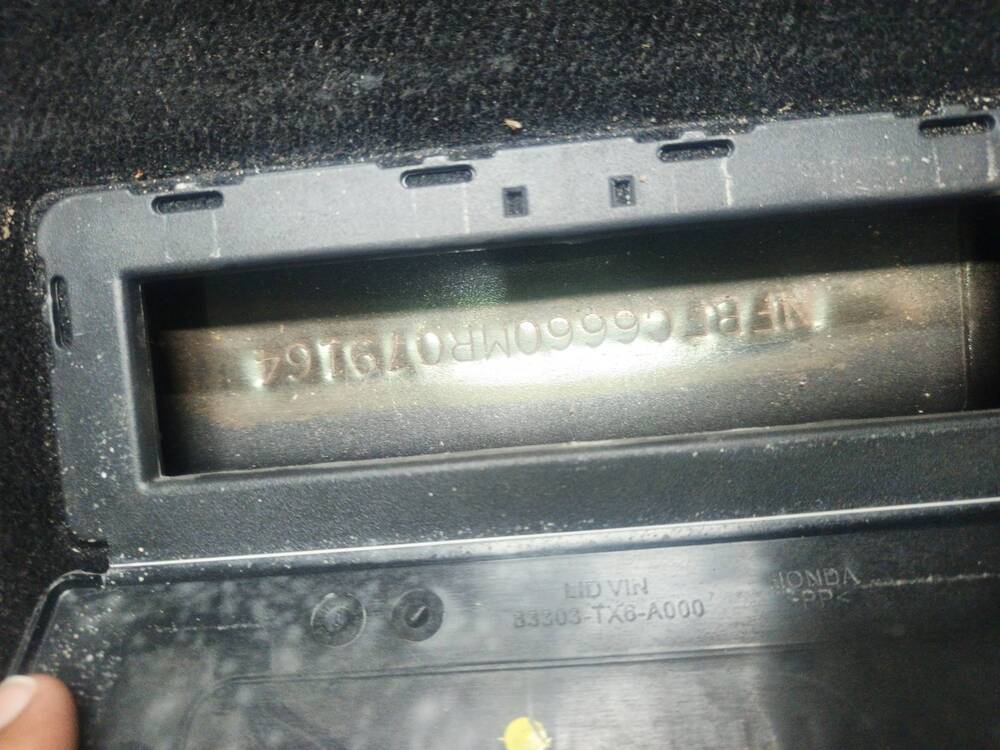 NFBFC6660MR079164
LID VIN
83303-TX6-A000
HONDA
>PP<